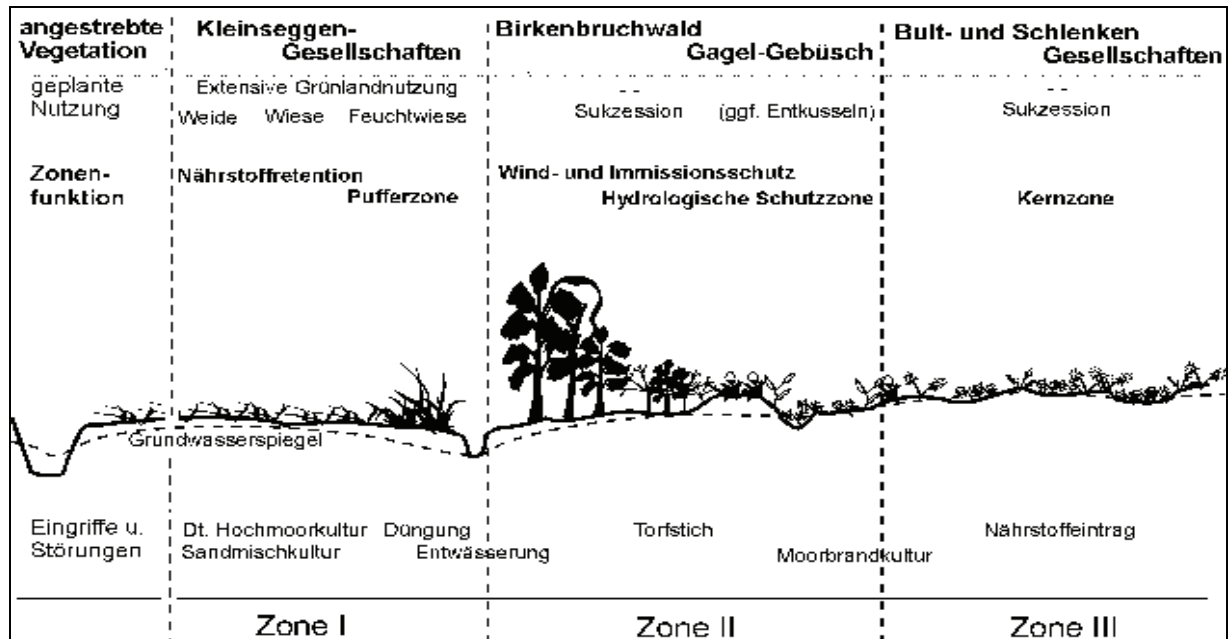 angestrebte Vegetation
Kleinseggen-
Gesellschaften
Birkenbruchwald
Gagel-Gebüsch
Bult- und Schlenken
Gesellschaften
geplante Nutzung
Extensive Grünlandnutzung
Weide Wiese Feuchtwiese
Sukzession (ggf. Entkusseln)
Sukzession
Zonen-
funktion
Nährstoffretention
Pufferzone
Wind- und Immissionsschutz
Hydrologische Schutzzone
Kernzone
Grundwasserspiegel
Eingriffe u.
Störungen
Dt. Hochmoorkultur Düngung
Sandmischkultur Entwässerung
Torfstich
Moorbrandkultur
Nährstoffeintrag
Zone I
Zone II
Zone III